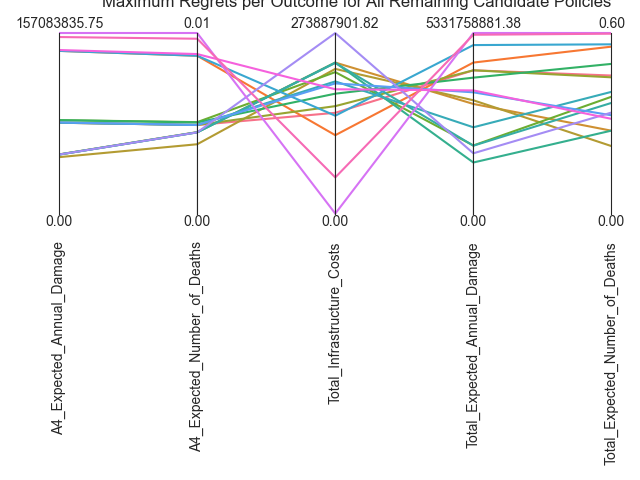 Maximum Regrets per Outcome for All Remaining Candidate Policies
157083835.75 0.01 273887901.82 5331758881.38 0.60
0.00 0.00 0.00 0.00 0.00
A4_Expected_Annual_Damage
A4_Expected_Number_of_Deaths
Total_Infrastructure_Costs
Total_Expected_Annual_Damage
Total_Expected_Number_of_Deaths